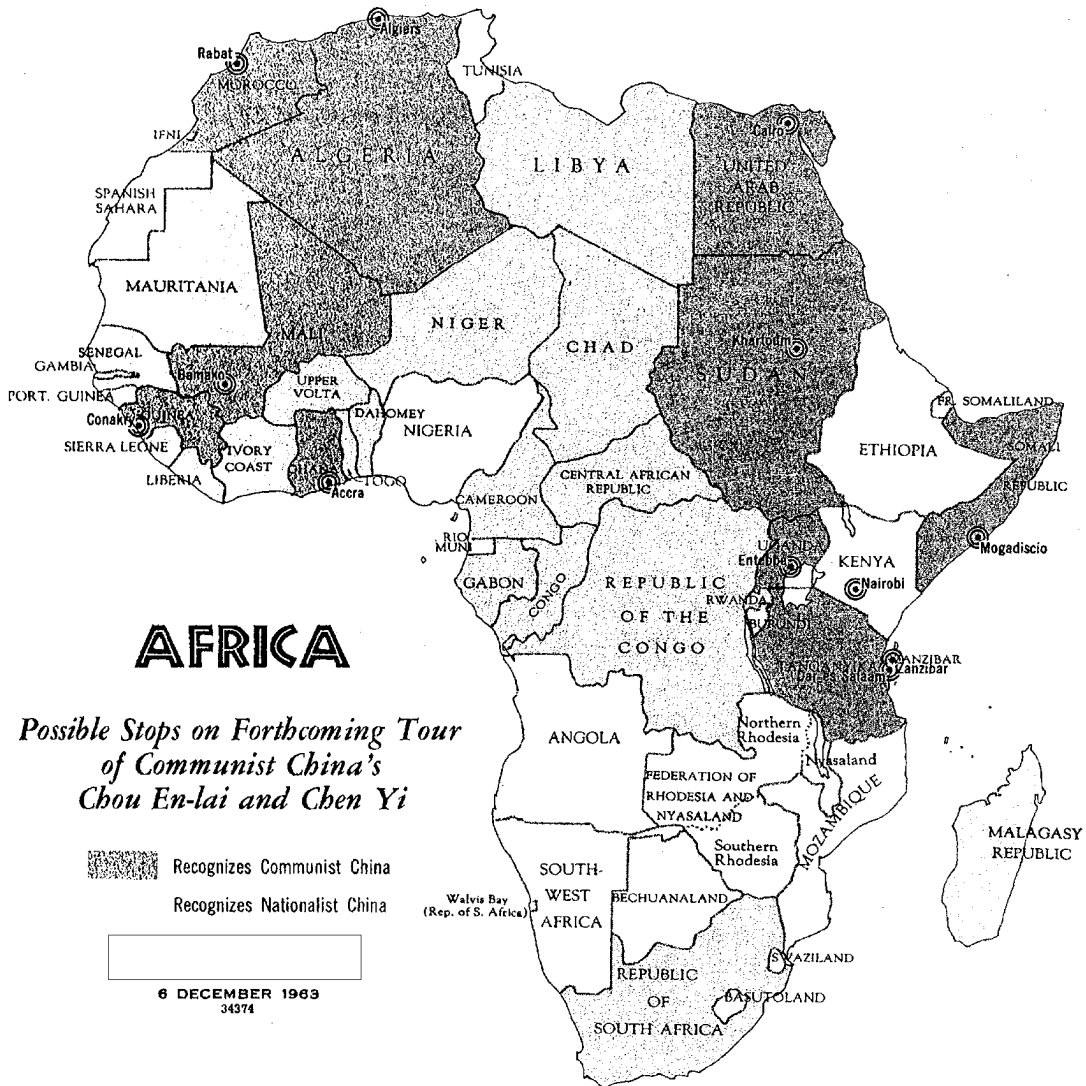 Algiers
Rabat
MOROCCO
TUNISIA
IFNI
ALGERIA
LIBYA
Cairo
UNITED
ARAB
REPUBLIC
SPANISH
SAHARA
MAURITANIA
MALI
NIGER
CHAD
Khartoum
SUDAN
SENEGAL
GAMBIA
Bamako
UPPER
VOLTA
PORT. GUINEA
DAHOMEY
NIGERIA
FR. SOMALILAND
Conakry
GUINEA
SIERRA LEONE
IVORY
COAST
GHANA
ETHIOPIA
SOMALI
REPUBLIC
LIBERIA
Accra
TOGO
CAMEROON
CENTRAL AFRICAN
REPUBLIC
RIO
MUNI
UGANDA
Entebbe
KENYA
Nairobi
Mogadiscio
GABON
CONGO
REPUBLIC
OF THE
CONGO
RWANDA
BURUNDI
TANGANYIKA
ZANZIBAR
Zanzibar
Dar es Salaam
AFRICA
Possible Stops on Forthcoming Tour
of Communist China's
Chou En-lai and Chen Yi
ANGOLA
Northern
Rhodesia
Nyasaland
FEDERATION OF
RHODESIA AND
NYASALAND
MOZAMBIQUE
Southern
Rhodesia
MALAGASY
REPUBLIC
Recognizes Communist China
Recognizes Nationalist China
SOUTH-
WEST
AFRICA
Walvis Bay
(Rep. of S. Africa)
BECHUANALAND
SWAZILAND
REPUBLIC
OF
SOUTH AFRICA
BASUTOLAND
6 DECEMBER 1963
34374